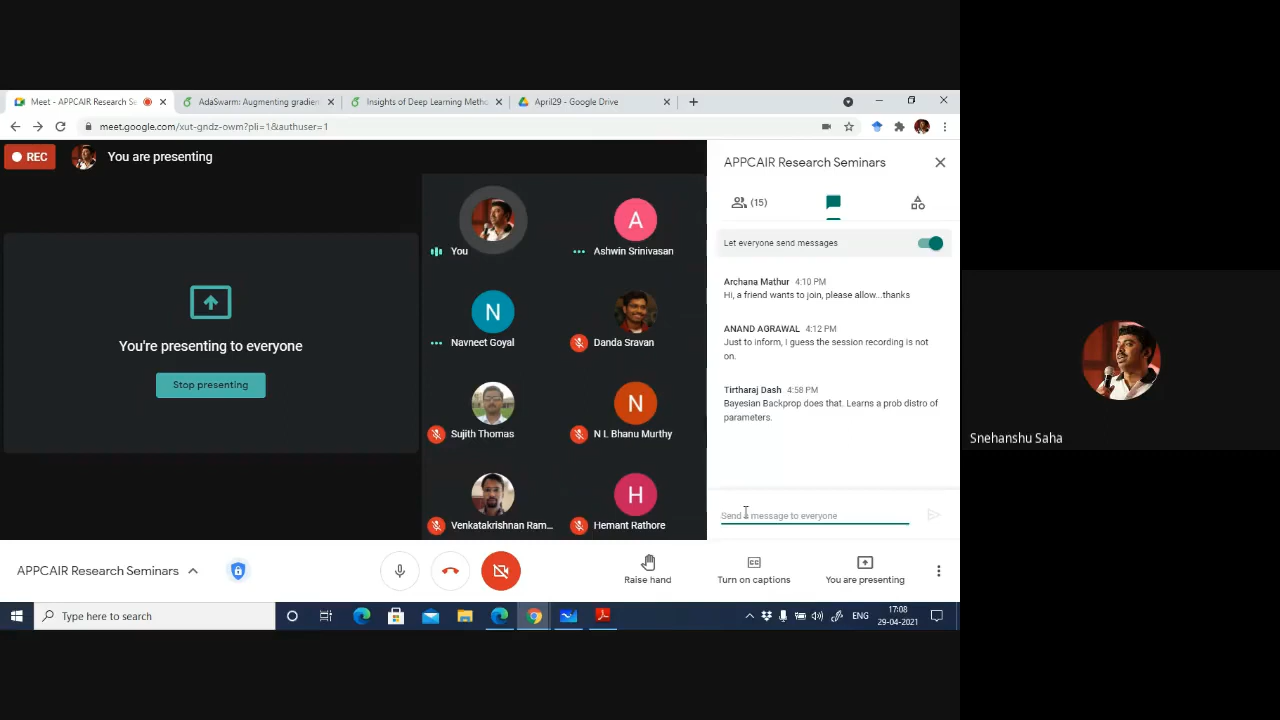 Meet - APPCAIR Research Se
AdaSwarm: Augmenting gradien
Insights of Deep Learning Metho
April29 - Google Drive
meet.google.com/xut-gndz-owm?pli=1&authuser=1
REC
You are presenting
You're presenting to everyone
Stop presenting
You
Ashwin Srinivasan
A
N
Navneet Goyal
Danda Sravan
Sujith Thomas
N
N L Bhanu Murthy
Venkatakrishnan Ram...
H
Hemant Rathore
APPCAIR Research Seminars
(15)
Let everyone send messages
Archana Mathur 4:10 PM
Hi, a friend wants to join, please allow...thanks
ANAND AGRAWAL 4:12 PM
Just to inform, I guess the session recording is not
on.
Tirtharaj Dash 4:58 PM
Bayesian Backprop does that. Learns a prob distro of
parameters.
Send a message to everyone
Snehanshu Saha
APPCAIR Research Seminars
Raise hand
CC
Turn on captions
You are presenting
Type here to search
ENG
17:08
29-04-2021